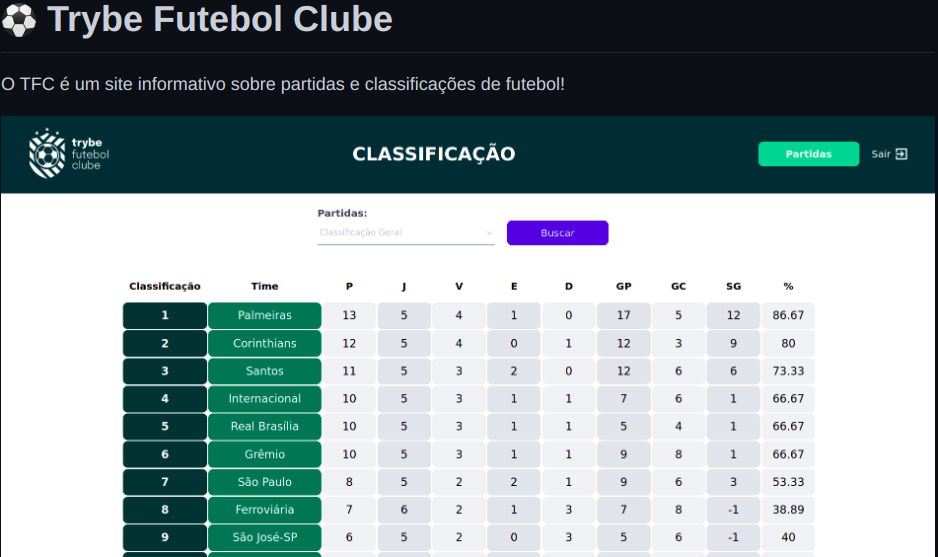 Trybe Futebol Clube
O TFC é um site informativo sobre partidas e classificações de futebol!
trybe
futebol
clube
CLASSIFICAÇÃO
Partidas
Sair
Partidas:
Classificação Geral
Buscar
Classificação Time P J V E D GP GC SG %
1 Palmeiras 13 5 4 1 0 17 5 12 86.67
2 Corinthians 12 5 4 0 1 12 3 9 80
3 Santos 11 5 3 2 0 12 6 6 73.33
4 Internacional 10 5 3 1 1 7 6 1 66.67
5 Real Brasília 10 5 3 1 1 5 4 1 66.67
6 Grêmio 10 5 3 1 1 9 8 1 66.67
7 São Paulo 8 5 2 2 1 9 6 3 53.33
8 Ferroviária 7 6 2 1 3 7 8 -1 38.89
9 São José-SP 6 5 2 0 3 5 6 -1 40